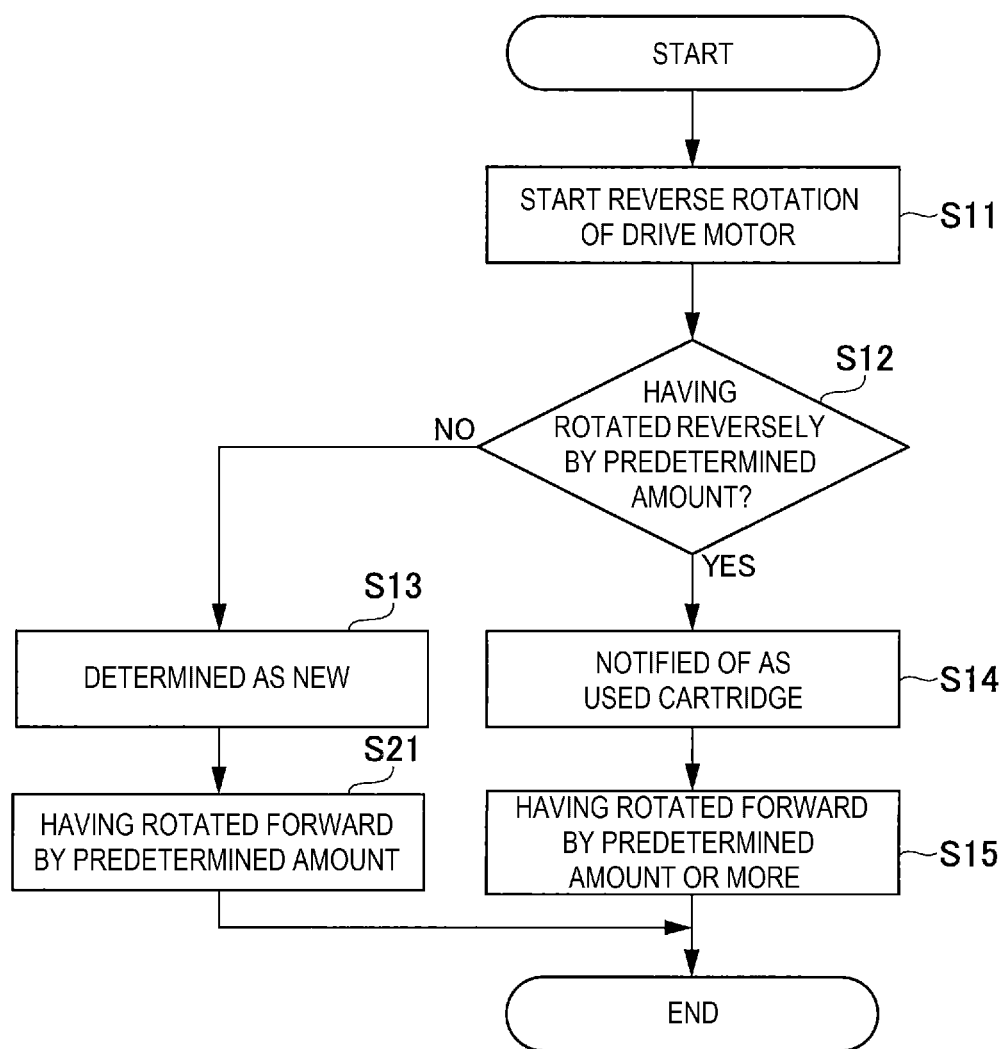 START
START REVERSE ROTATION
OF DRIVE MOTOR
S11
S12
HAVING
ROTATED REVERSELY
BY PREDETERMINED
AMOUNT?
NO
YES
S13
DETERMINED AS NEW
NOTIFIED OF AS
USED CARTRIDGE
S14
S21
HAVING ROTATED FORWARD
BY PREDETERMINED AMOUNT
HAVING ROTATED FORWARD
BY PREDETERMINED
AMOUNT OR MORE
S15
END